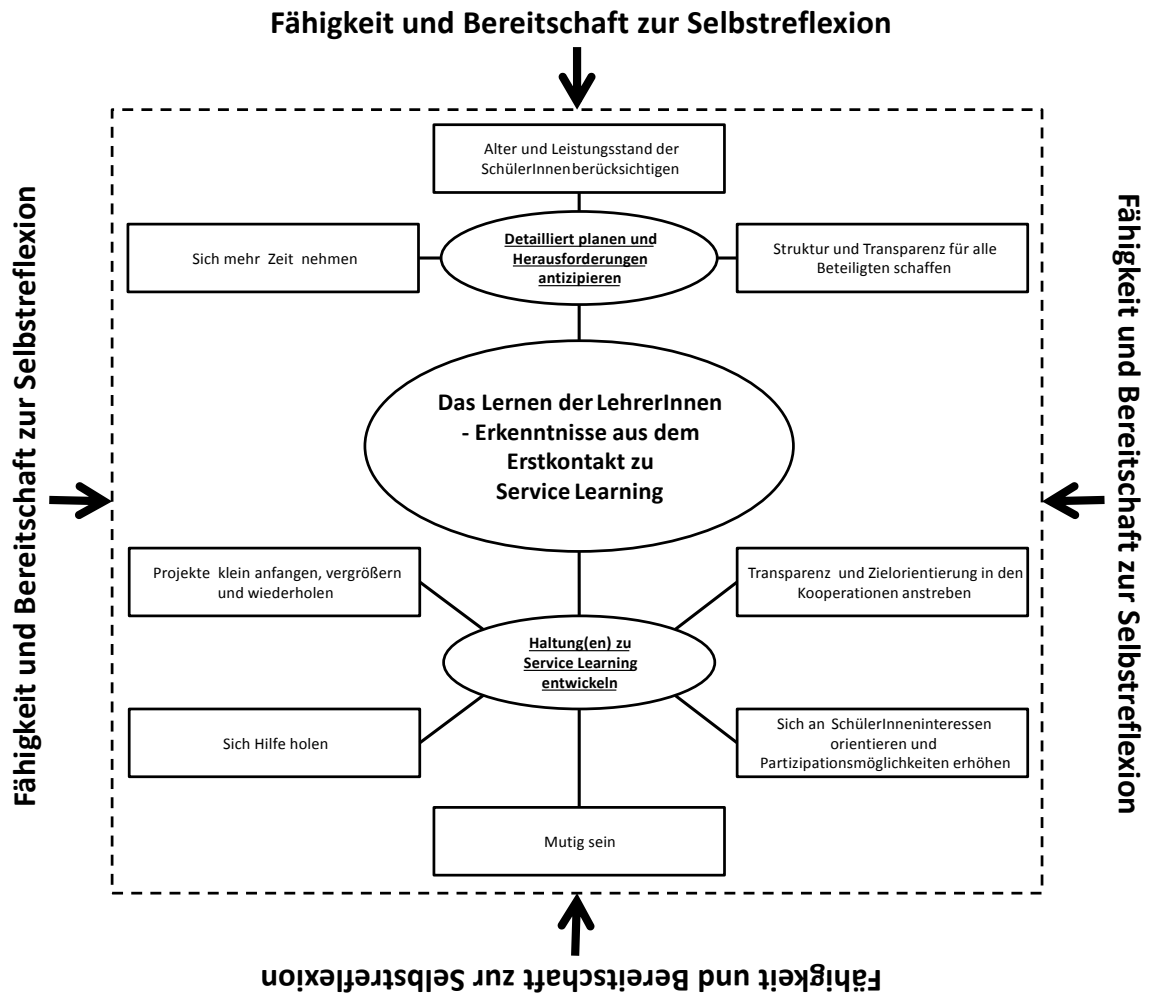 Fähigkeit und Bereitschaft zur Selbstreflexion
Alter und Leistungsstand der
SchülerInnen berücksichtigen
Sich mehr Zeit nehmen
Detailliert planen und
Herausforderungen
antizipieren
Struktur und Transparenz für alle
Beteiligten schaffen
Fähigkeit und Bereitschaft zur Selbstreflexion
Fähigkeit und Bereitschaft zur Selbstreflexion
Das Lernen der LehrerInnen
- Erkenntnisse aus dem
Erstkontakt zu
Service Learning
Projekte klein anfangen, vergrößern
und wiederholen
Transparenz und Zielorientierung in den
Kooperationen anstreben
Haltung(en) zu
Service Learning
entwickeln
Sich Hilfe holen
Sich an SchülerInneninteressen
orientieren und
Partizipationsmöglichkeiten erhöhen
Mutig sein
Fähigkeit und Bereitschaft zur Selbstreflexion